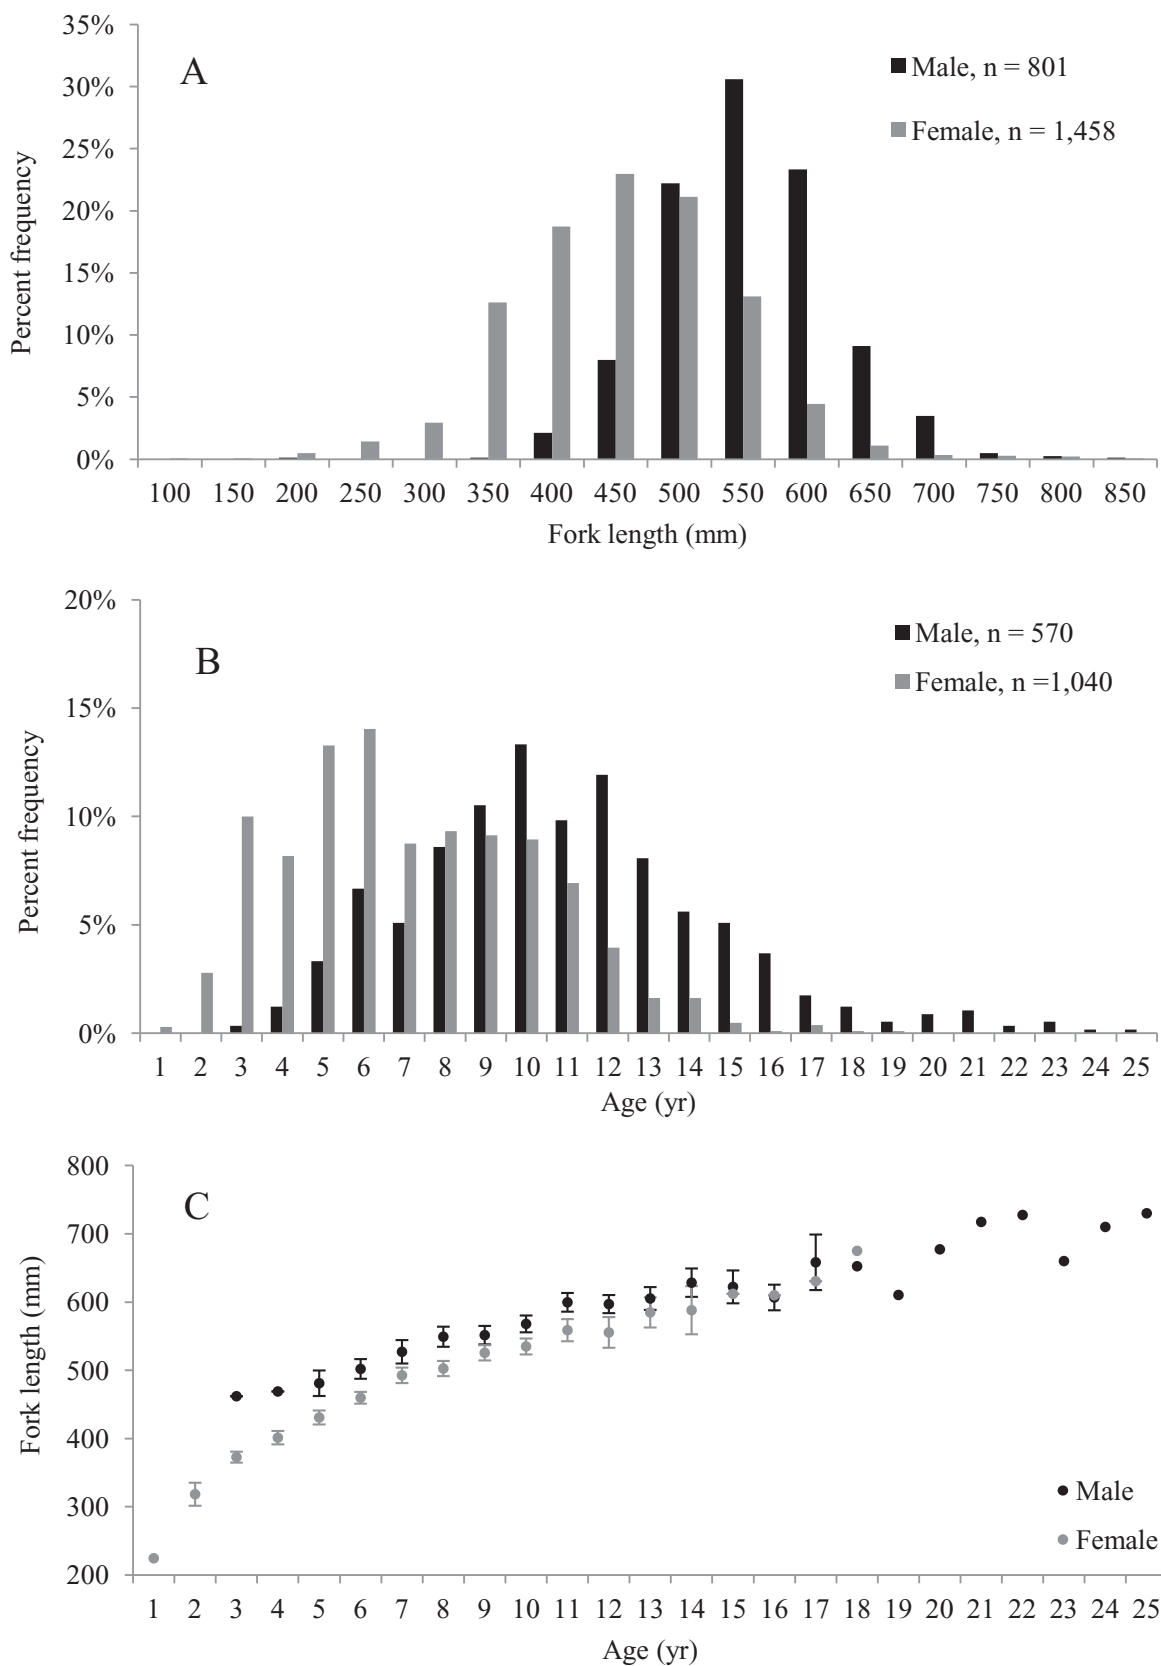 35%
30%
25%
20%
15%
10%
5%
0%
Percent frequency
A
Male, n = 801
Female, n = 1,458
100 150 200 250 300 350 400 450 500 550 600 650 700 750 800 850
Fork length (mm)
20%
15%
10%
5%
0%
Percent frequency
B
Male, n = 570
Female, n =1,040
1 2 3 4 5 6 7 8 9 10 11 12 13 14 15 16 17 18 19 20 21 22 23 24 25
Age (yr)
800
700
600
500
400
300
200
Fork length (mm)
C
Male
Female
1 2 3 4 5 6 7 8 9 10 11 12 13 14 15 16 17 18 19 20 21 22 23 24 25
Age (yr)